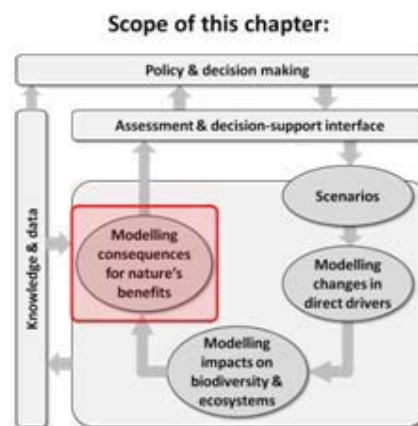 Scope of this chapter:
Policy & decision making
Assessment & decision-support interface
Knowledge & data
Scenarios
Modelling
consequences
for nature's
benefits
Modelling
changes in
direct drivers
Modelling
impacts on
biodiversity &
ecosystems